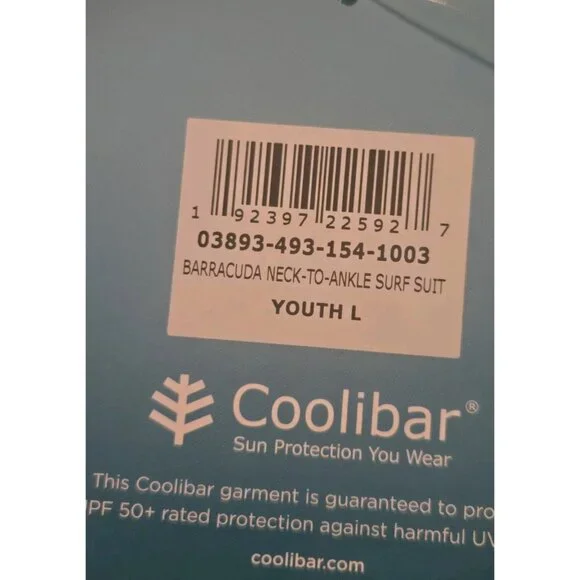 1 92397 22592 7
03893-493-154-1003
BARRACUDA NECK-TO-ANKLE SURF SUIT
YOUTH L
Coolibar®
Sun Protection You Wear
This Coolibar garment is guaranteed to pro
PF 50+ rated protection against harmful UV
coolibar.com